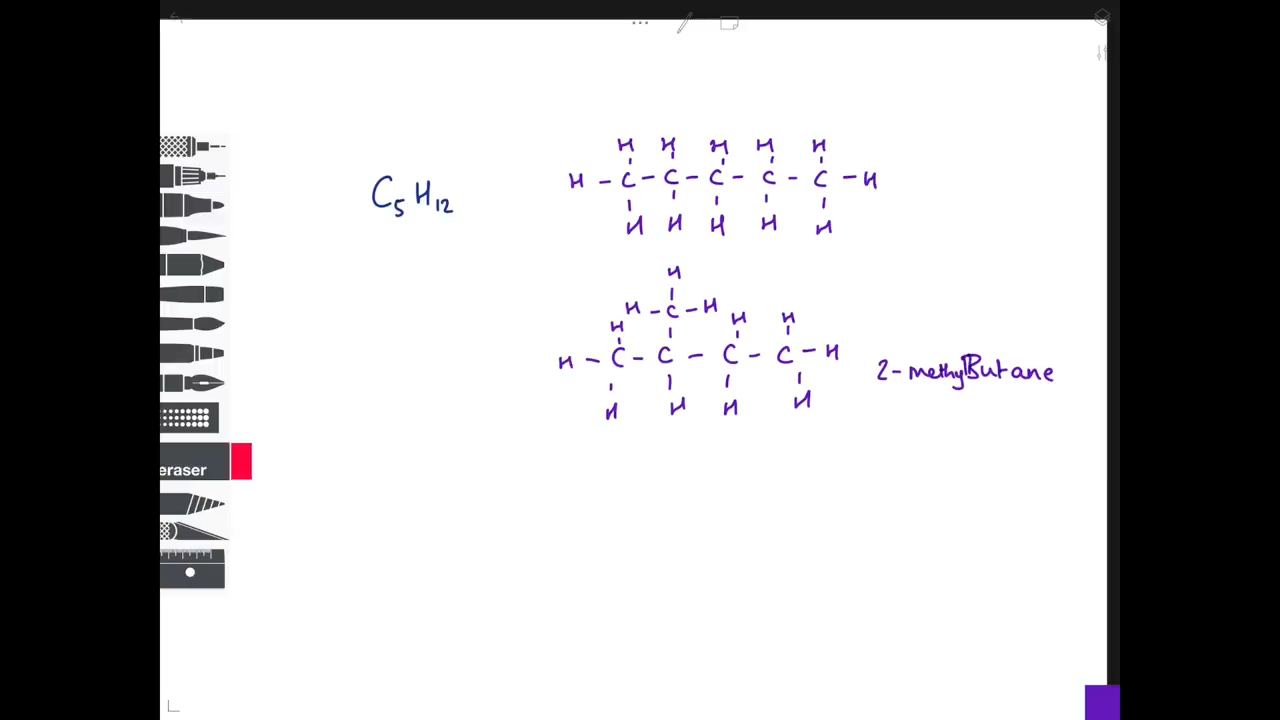 C5H12
H H H H H
H - C - C - C - C - C - H
H H H H H
H
H - C - H
H H H
H - C - C - C - C - H
2-methylButane
H H H H
eraser